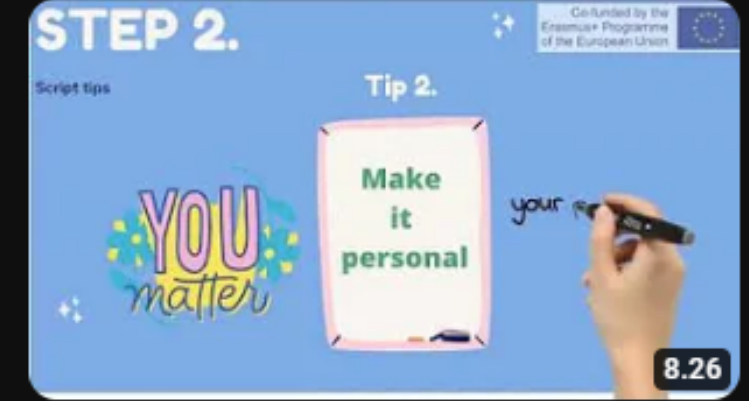 STEP 2.
Co-funded by the
Erasmus+ Programme
of the European Union
Script tips
Tip 2.
Make
it
personal
YOU
matter
your
8.26